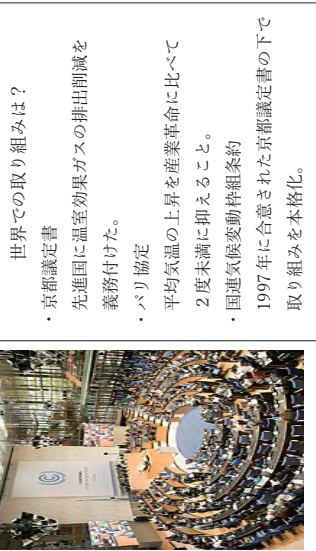 世界での取り組みは？
・京都議定書
先進国に温室効果ガスの排出削減を
義務付けた。
・パリ協定
平均気温の上昇を産業革命に比べて
２度未満に抑えること。
・国連気候変動枠組条約
1997年に合意された京都議定書の下で
取り組みを本格化。